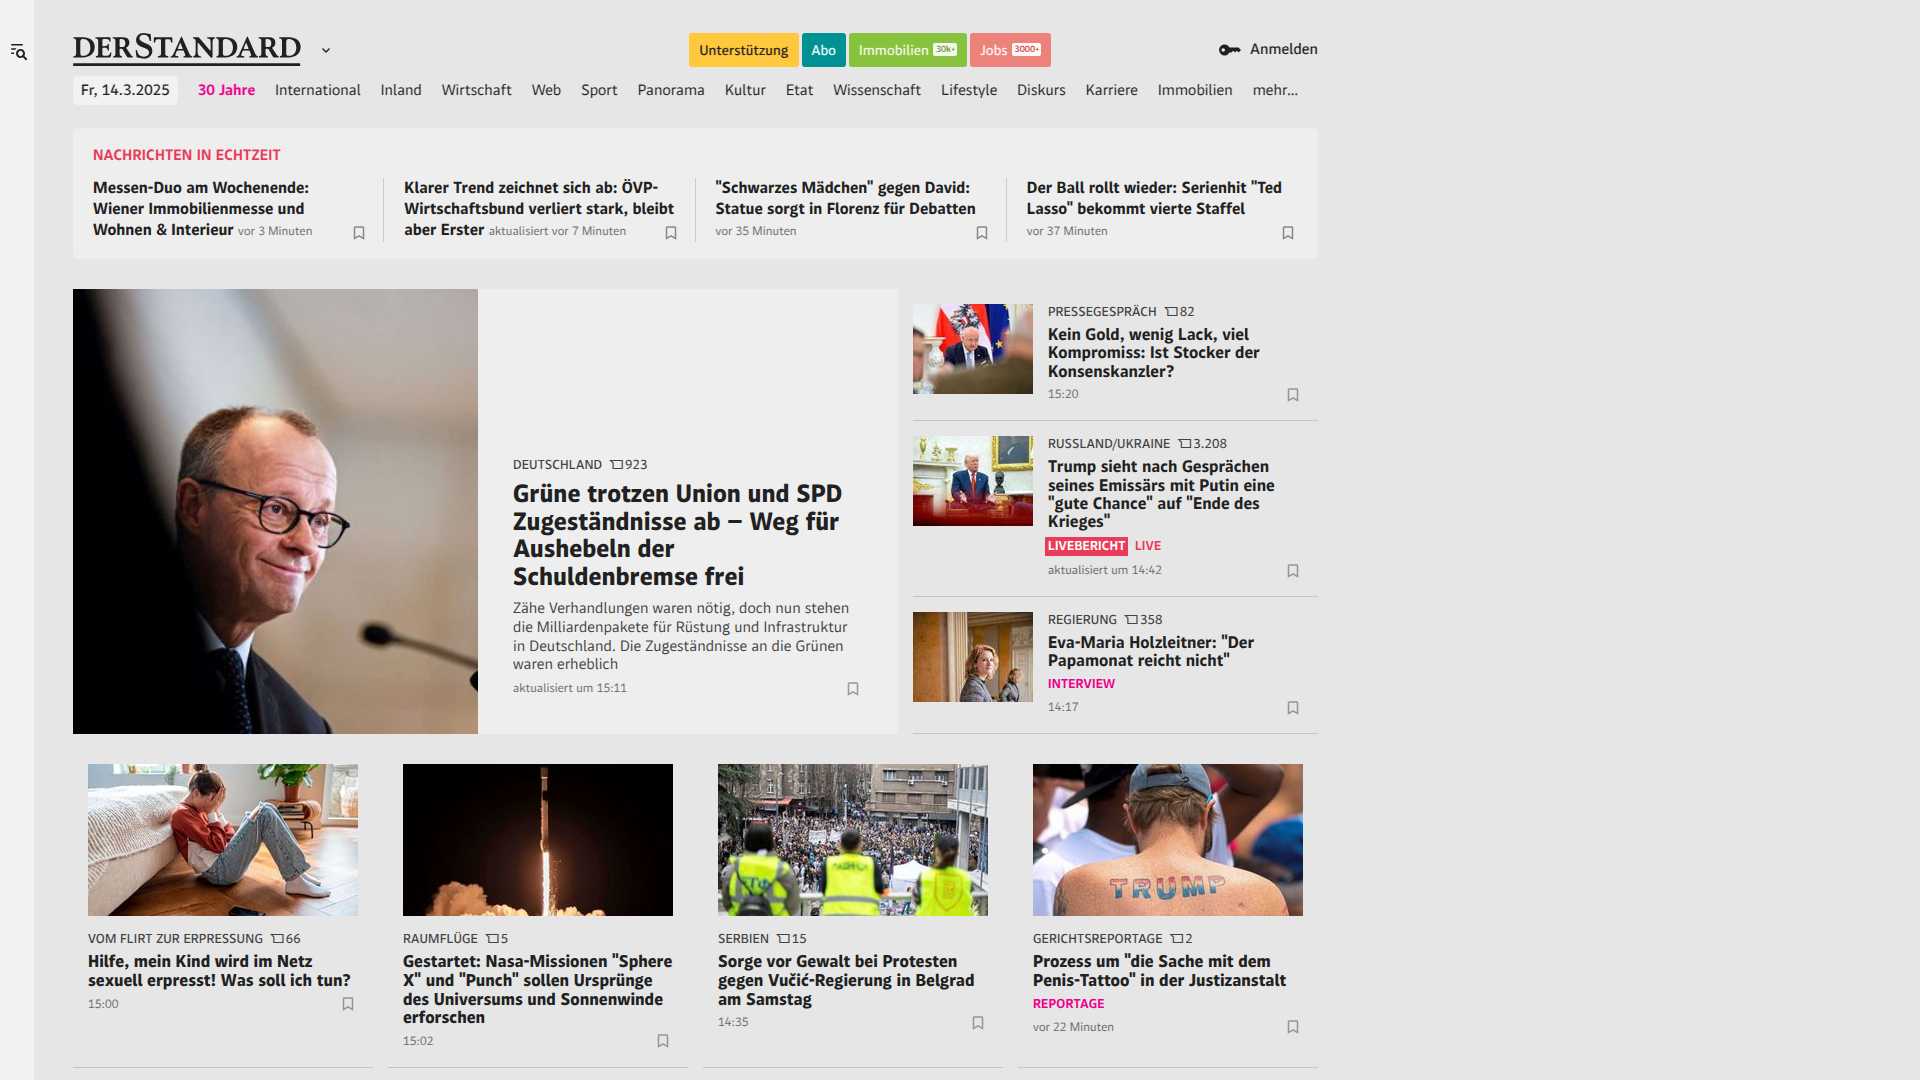 DERSTANDARD
Unterstützung
Abo
Immobilien 30k+
Jobs 3000+
Anmelden
Fr, 14.3.2025
30 Jahre
International
Inland
Wirtschaft
Web
Sport
Panorama
Kultur
Etat
Wissenschaft
Lifestyle
Diskurs
Karriere
Immobilien
mehr...
NACHRICHTEN IN ECHTZEIT
Messen-Duo am Wochenende:
Wiener Immobilienmesse und
Wohnen & Interieur vor 3 Minuten
Klarer Trend zeichnet sich ab: ÖVP-
Wirtschaftsbund verliert stark, bleibt
aber Erster aktualisiert vor 7 Minuten
"Schwarzes Mädchen" gegen David:
Statue sorgt in Florenz für Debatten
vor 35 Minuten
Der Ball rollt wieder: Serienhit "Ted
Lasso" bekommt vierte Staffel
vor 37 Minuten
DEUTSCHLAND 923
Grüne trotzen Union und SPD
Zugeständnisse ab – Weg für
Aushebeln der
Schuldenbremse frei
Zähe Verhandlungen waren nötig, doch nun stehen
die Milliardenpakete für Rüstung und Infrastruktur
in Deutschland. Die Zugeständnisse an die Grünen
waren erheblich
aktualisiert um 15:11
PRESSEGESPRÄCH 82
Kein Gold, wenig Lack, viel
Kompromiss: Ist Stocker der
Konsenskanzler?
15:20
RUSSLAND/UKRAINE 3.208
Trump sieht nach Gesprächen
seines Emissärs mit Putin eine
"gute Chance" auf "Ende des
Krieges"
LIVEBERICHT LIVE
aktualisiert um 14:42
REGIERUNG 358
Eva-Maria Holzleitner: "Der
Papamonat reicht nicht"
INTERVIEW
14:17
VOM FLIRT ZUR ERPRESSUNG 66
Hilfe, mein Kind wird im Netz
sexuell erpresst! Was soll ich tun?
15:00
RAUMFLÜGE 5
Gestartet: Nasa-Missionen "Sphere
X" und "Punch" sollen Ursprünge
des Universums und Sonnenwinde
erforschen
15:02
SERBIEN 15
Sorge vor Gewalt bei Protesten
gegen Vučić-Regierung in Belgrad
am Samstag
14:35
TRUMP
GERICHTSREPORTAGE 2
Prozess um "die Sache mit dem
Penis-Tattoo" in der Justizanstalt
REPORTAGE
vor 22 Minuten